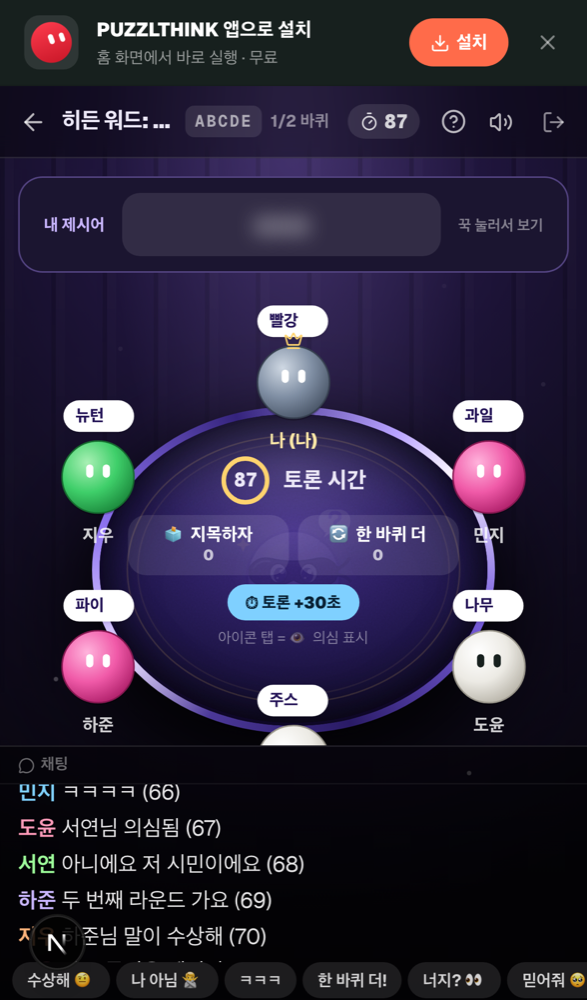 PUZZLTHINK 앱으로 설치
홈 화면에서 바로 실행 · 무료
설치
히든 워드: ...
ABCDE
1/2 바퀴
87
내 제시어
꾹 눌러서 보기
빨강
나 (나)
뉴턴
지우
과일
민지
87 토론 시간
지목하자
0
한 바퀴 더
0
토론 +30초
아이콘 탭 = 의심 표시
파이
하준
나무
도윤
주스
채팅
민지 ㅋㅋㅋㅋ (66)
도윤 서연님 의심됨 (67)
서연 아니에요 저 시민이에요 (68)
하준 두 번째 라운드 가요 (69)
하준님 말이 수상해 (70)
N
수상해
나 아님
ㅋㅋㅋ
한 바퀴 더!
너지?
믿어줘